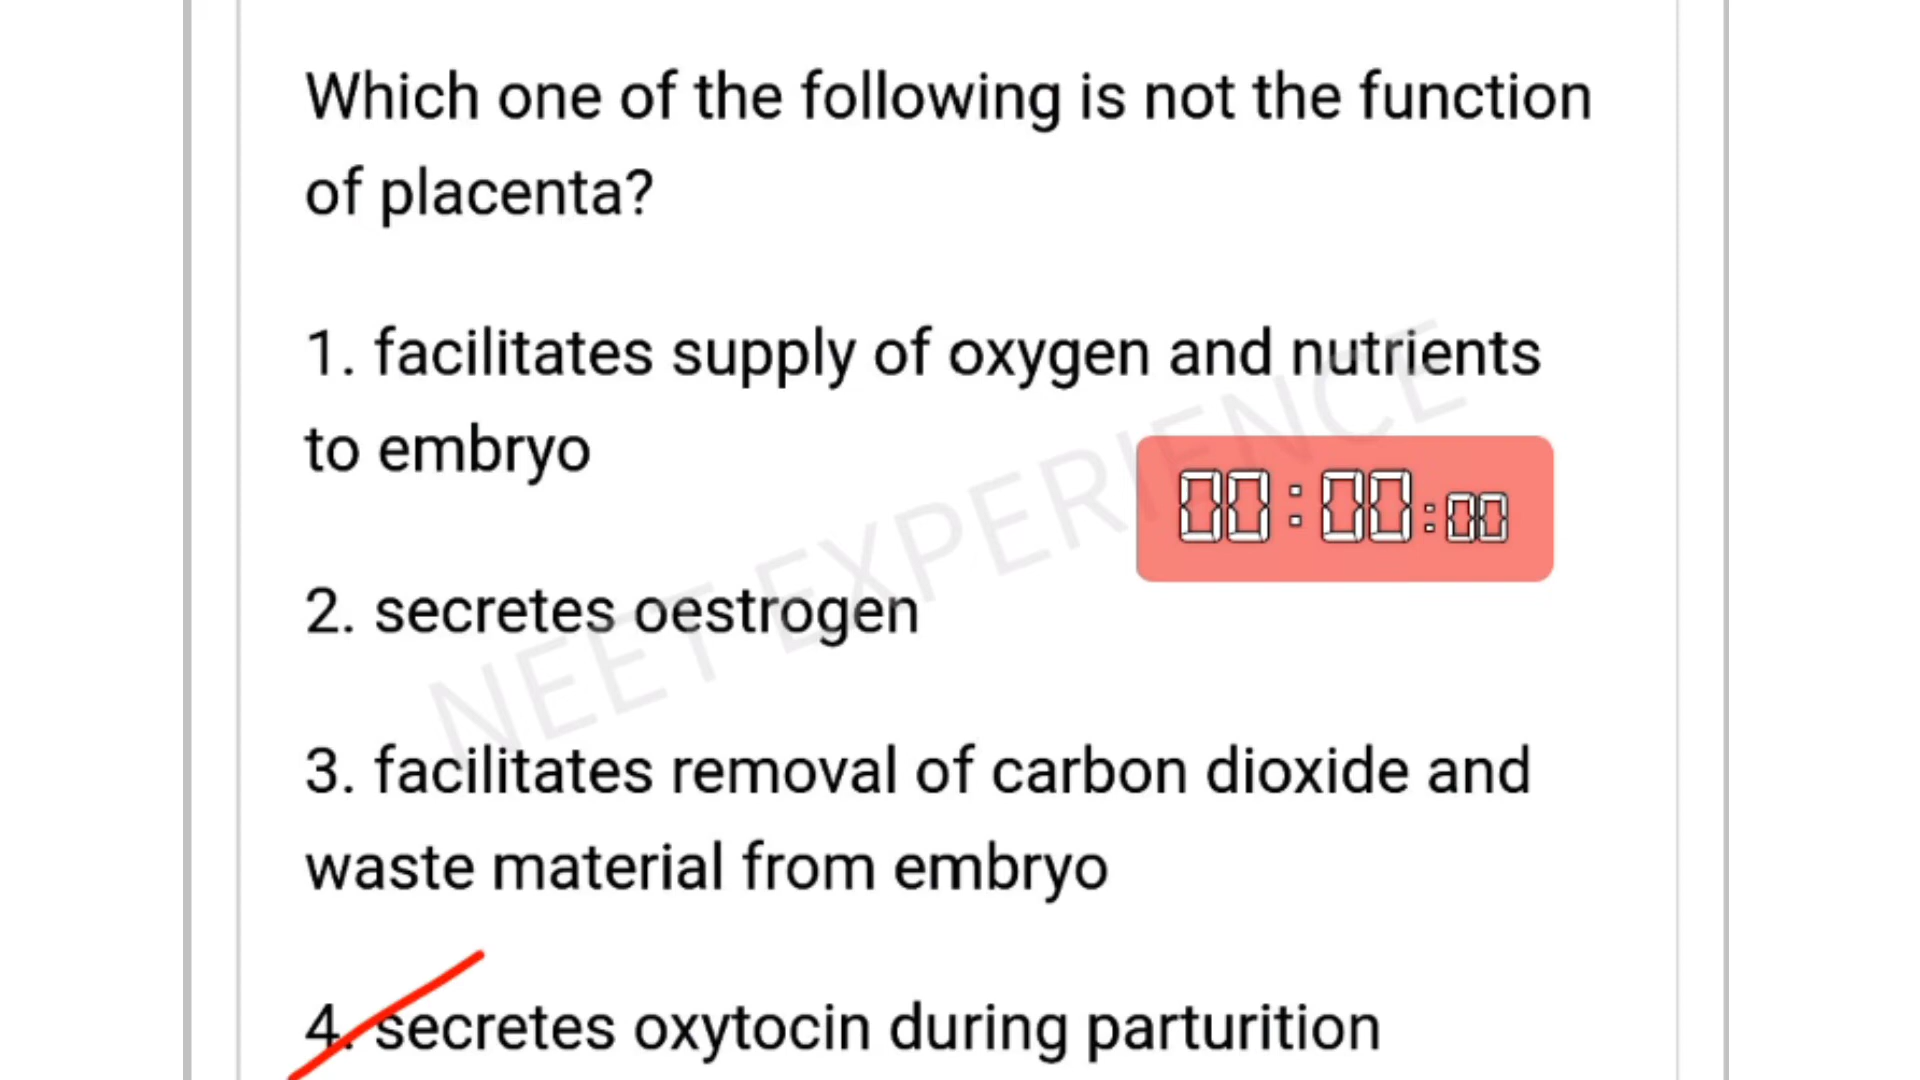 Which one of the following is not the function
of placenta?
1. facilitates supply of oxygen and nutrients
to embryo
00:00:00
2. secretes oestrogen
NEET EXPERIENCE
3. facilitates removal of carbon dioxide and
waste material from embryo
4. secretes oxytocin during parturition